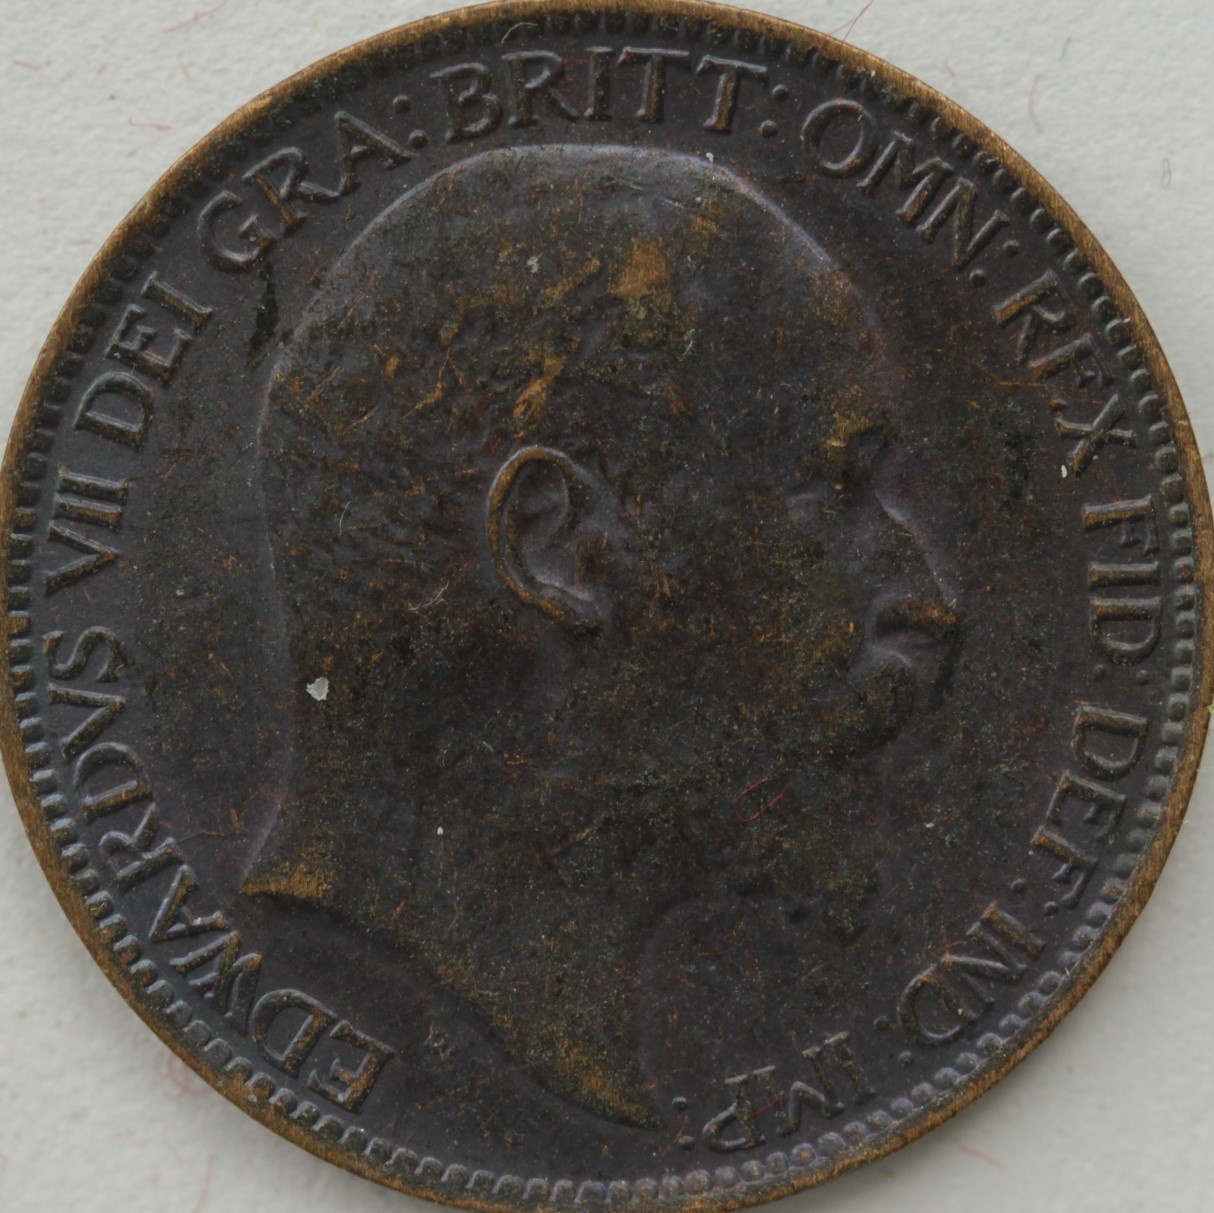 EDWARDVS VII DEI GRA: BRITT: OMN: REX FID: DEF: IND: IMP: